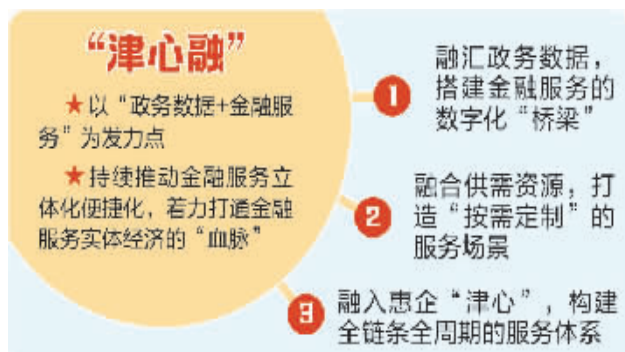 “津心融”
★以“政务数据+金融服
务”为发力点
★持续推动金融服务立
体化便捷化，着力打通金融
服务实体经济的“血脉”
1
融汇政务数据，
搭建金融服务的
数字化“桥梁”
2
融合供需资源，打
造“按需定制”的
服务场景
3
融入惠企“津心”，构建
全链条全周期的服务体系